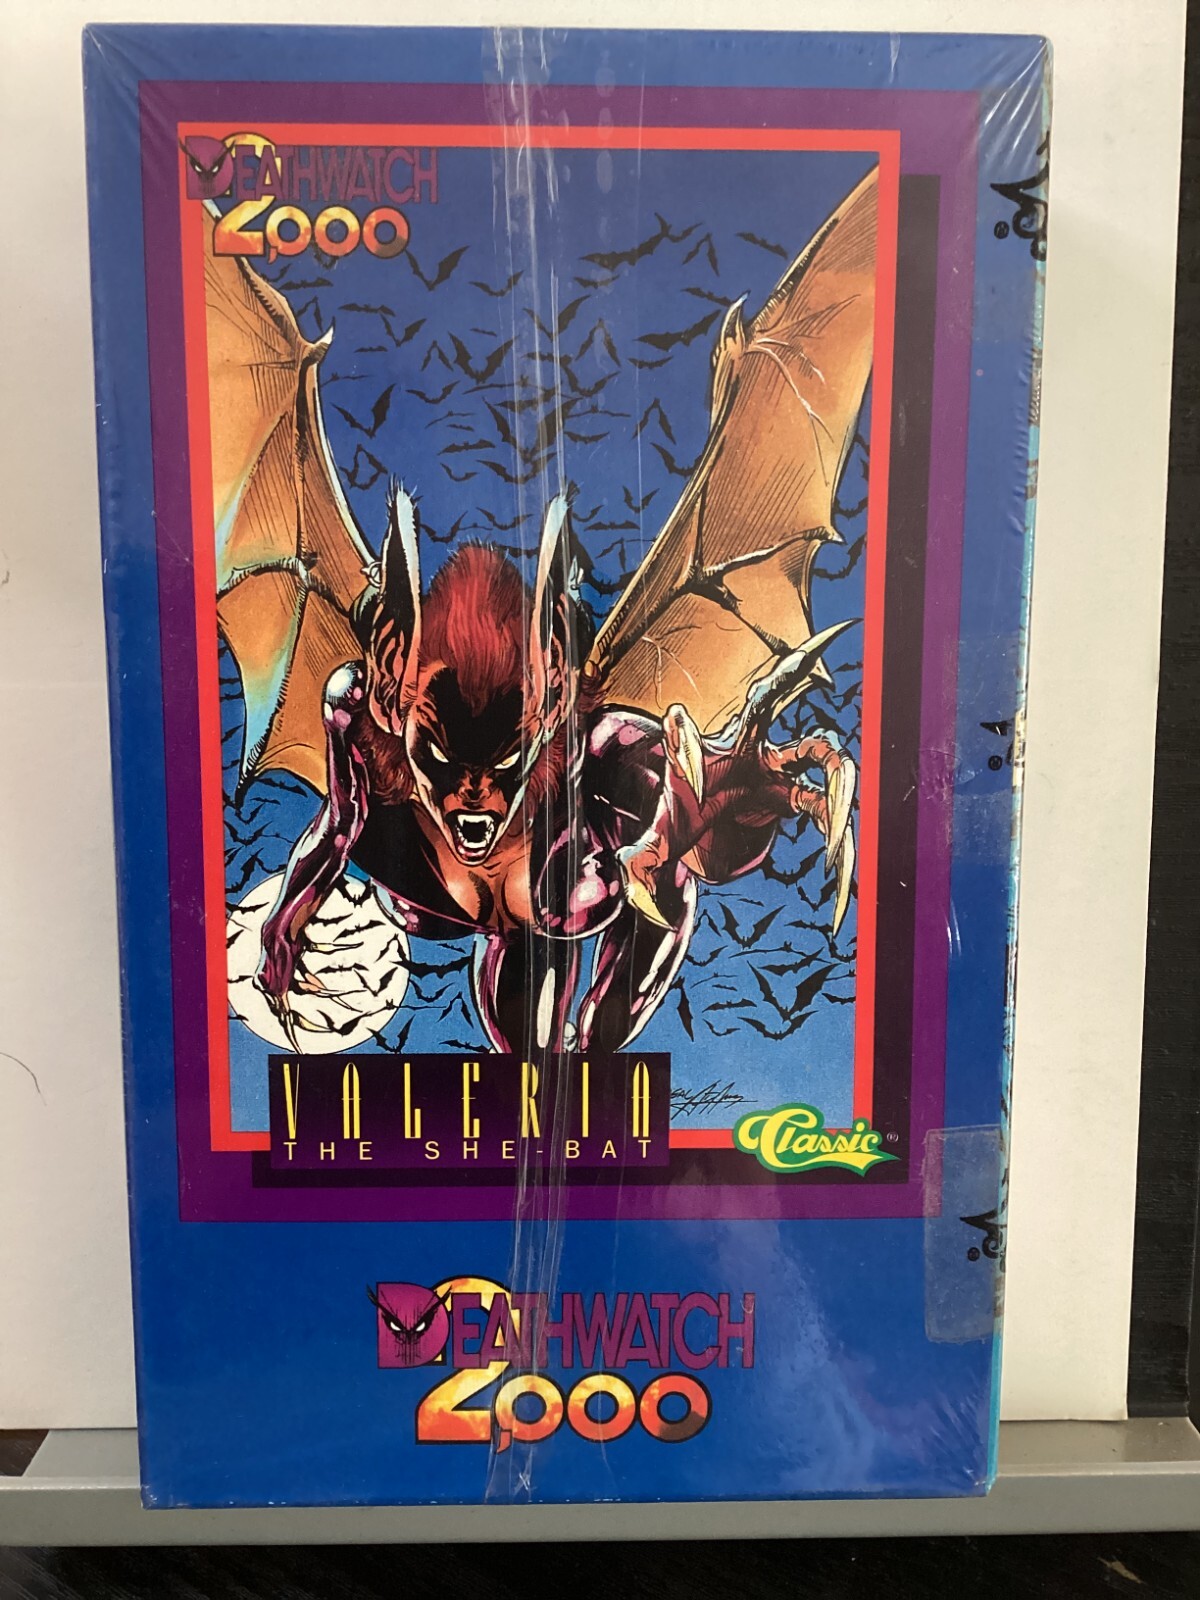 DEATHWATCH
2,000
VALERIA
THE SHE-BAT
Classic ®
DEATHWATCH
2,000